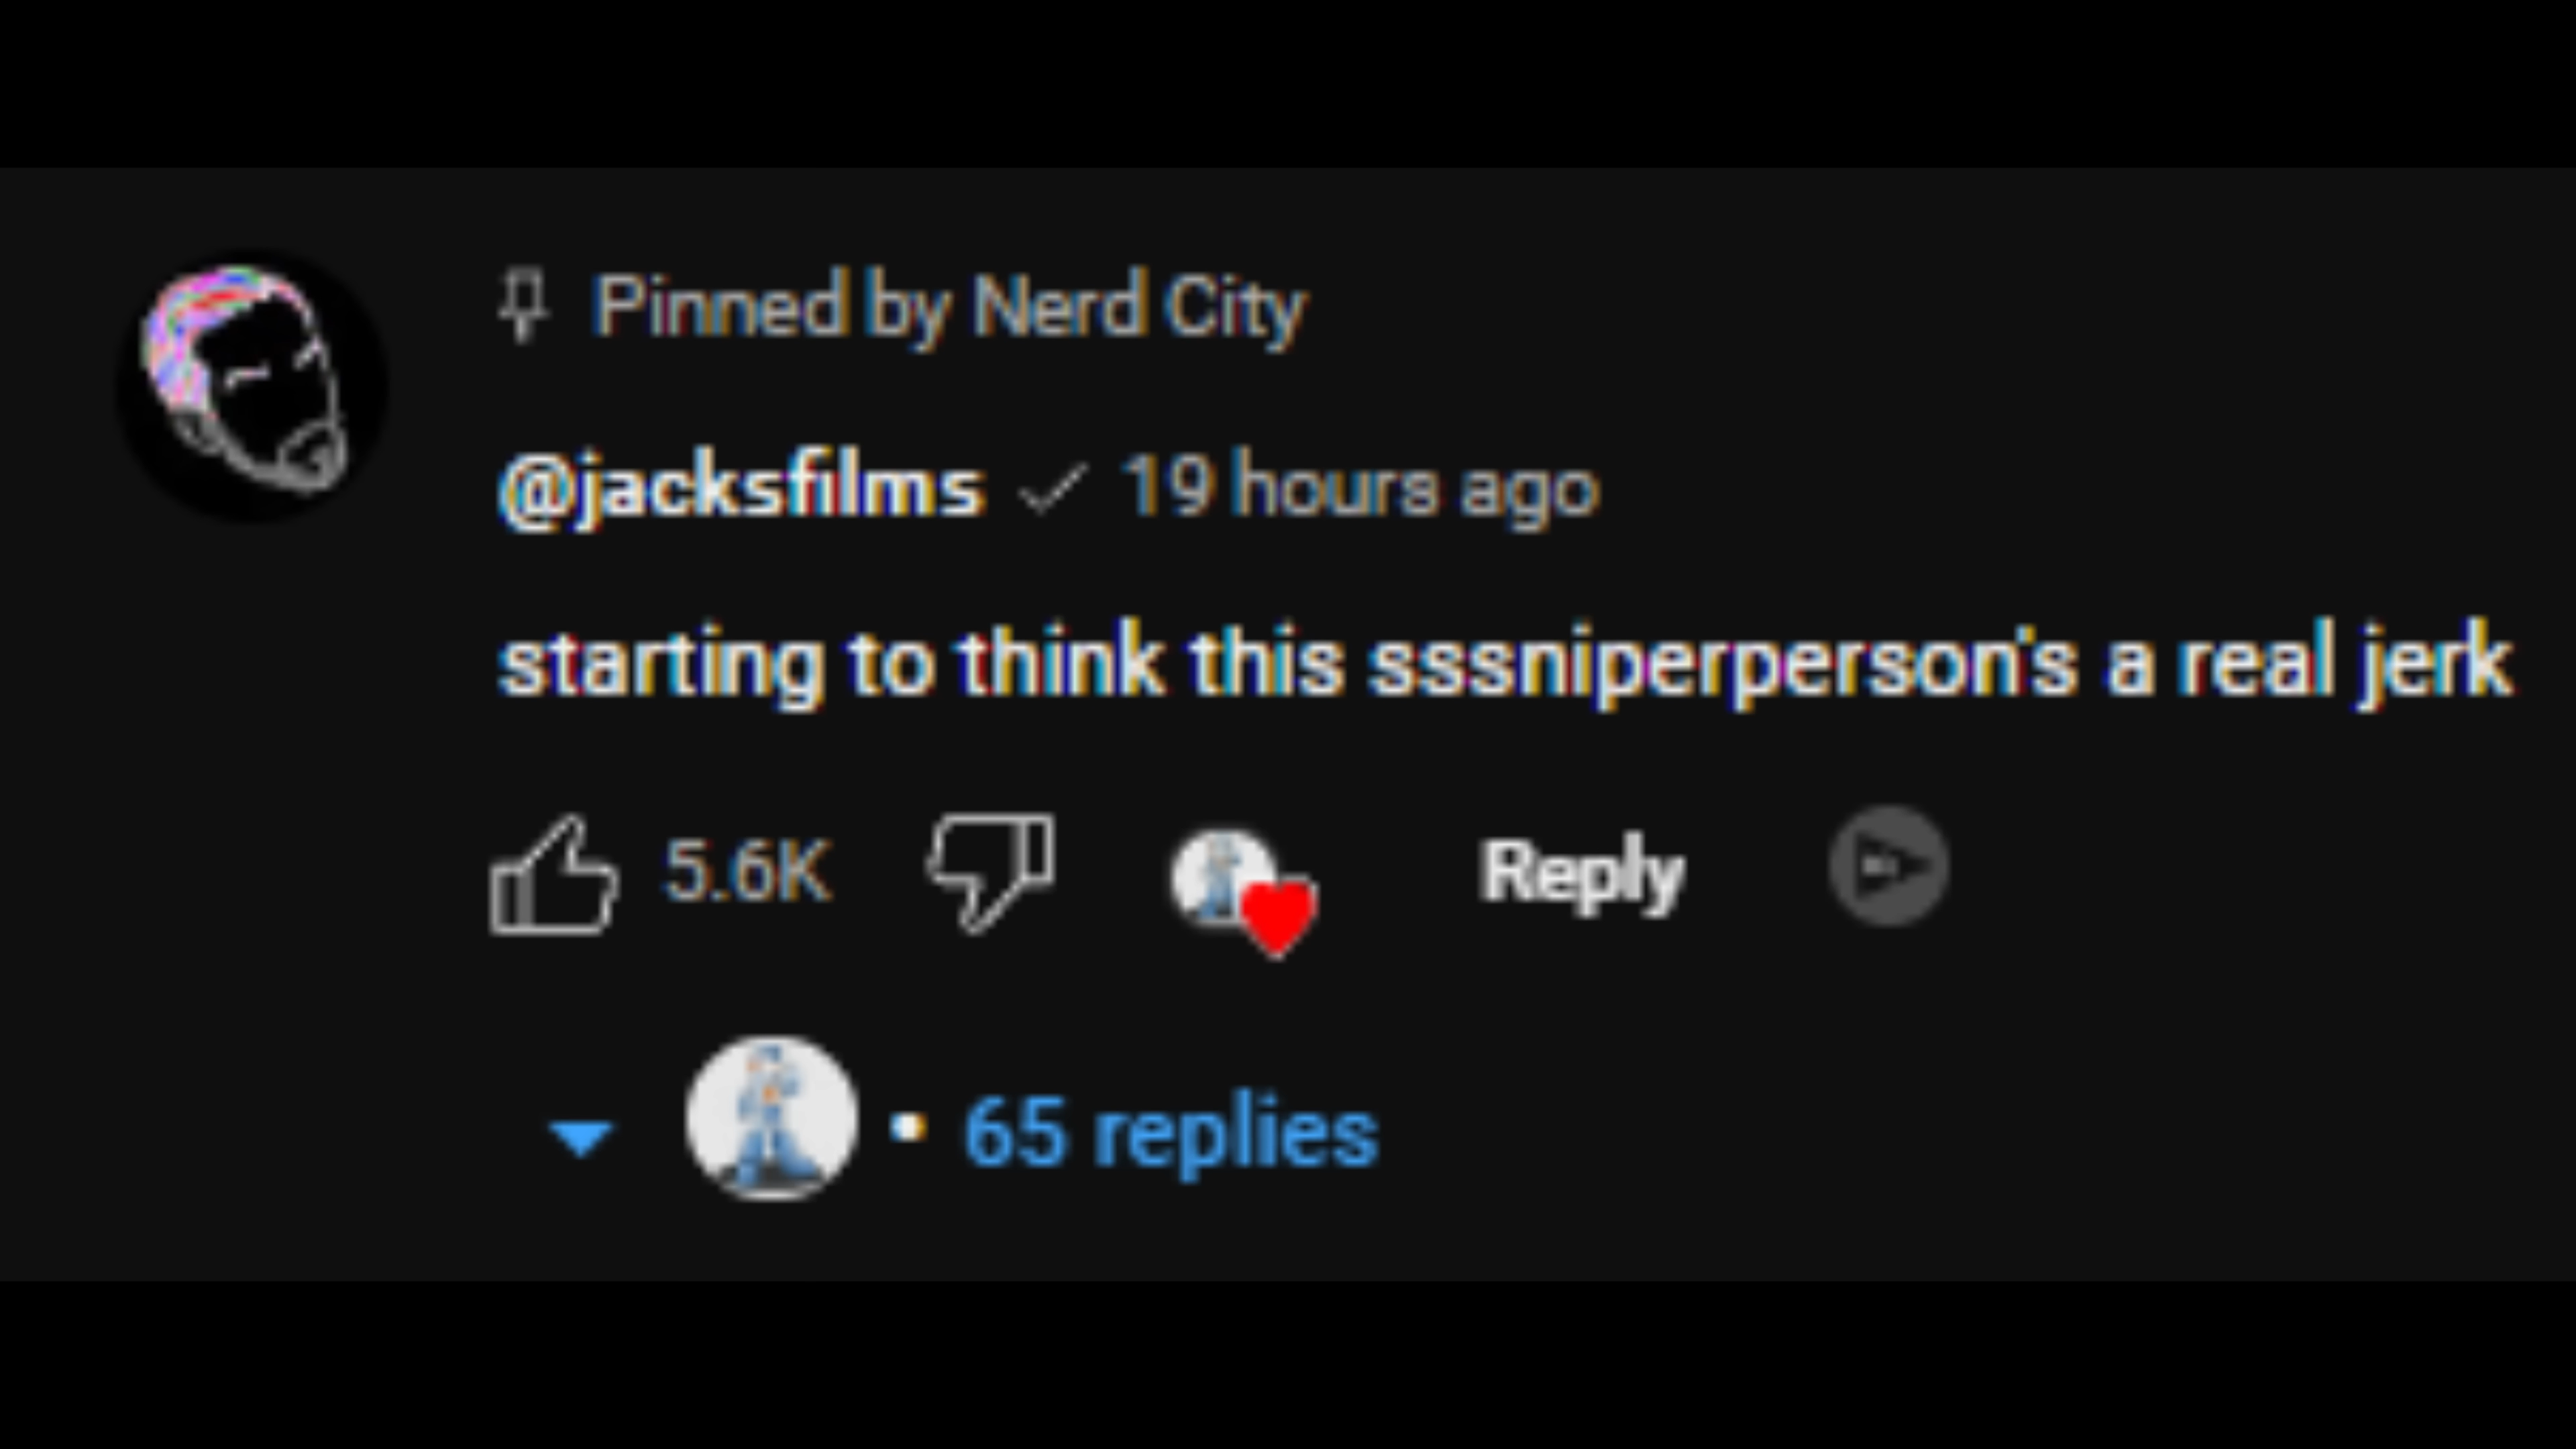 Pinned by Nerd City
@jacksfilms 19 hours ago
starting to think this sssniperperson's a real jerk
5.6K Reply
65 replies